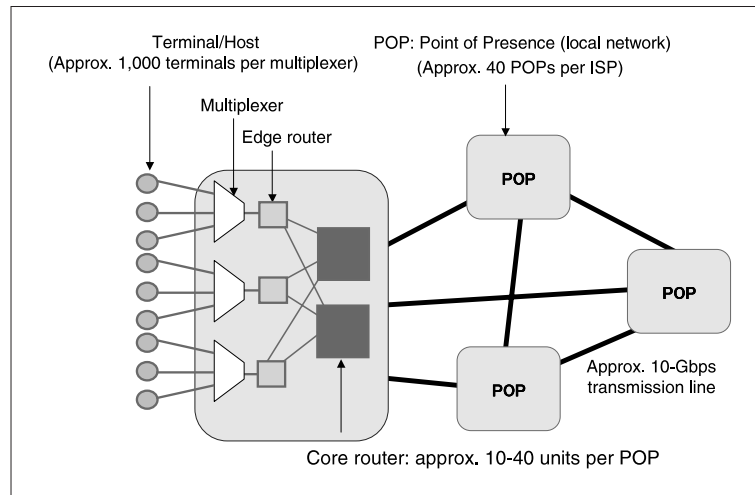 Terminal/Host
(Approx. 1,000 terminals per multiplexer)
POP: Point of Presence (local network)
(Approx. 40 POPs per ISP)
Multiplexer
Edge router
POP
POP
POP
Approx. 10-Gbps
transmission line
Core router: approx. 10-40 units per POP